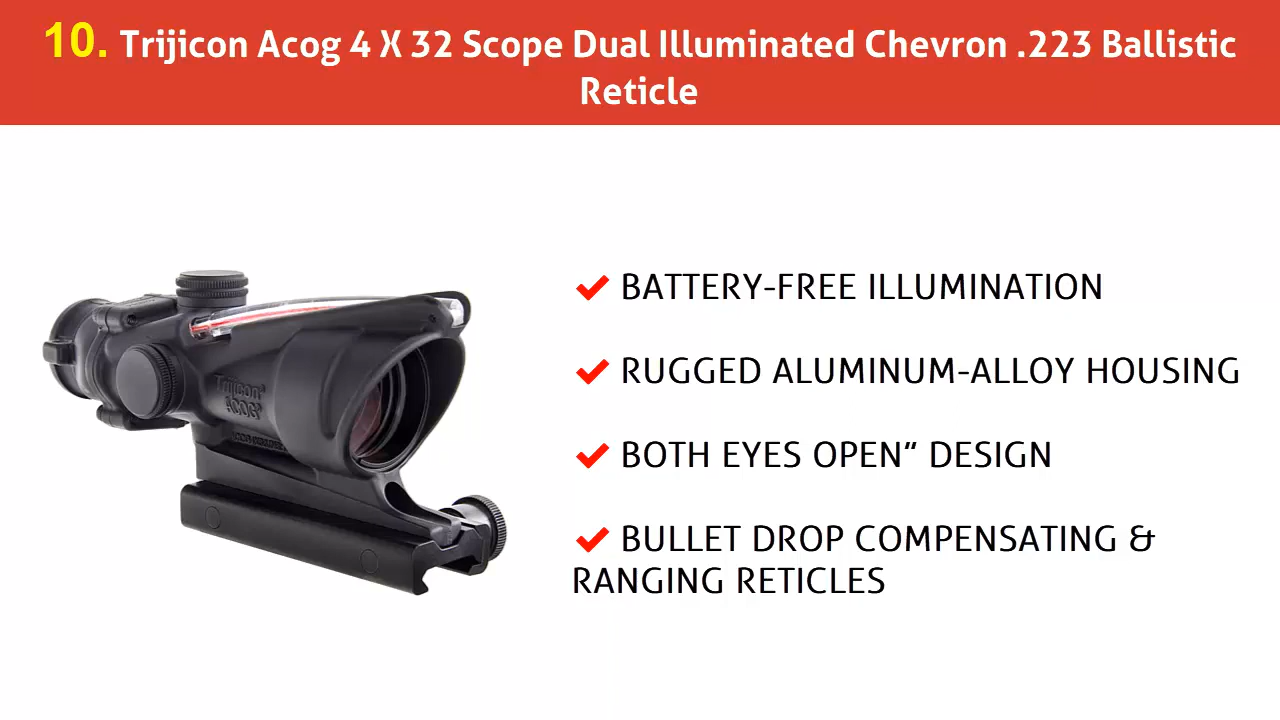 10. Trijicon Acog 4 X 32 Scope Dual Illuminated Chevron .223 Ballistic
Reticle
BATTERY-FREE ILLUMINATION
RUGGED ALUMINUM-ALLOY HOUSING
BOTH EYES OPEN” DESIGN
BULLET DROP COMPENSATING &
RANGING RETICLES
Trijicon
ACOG